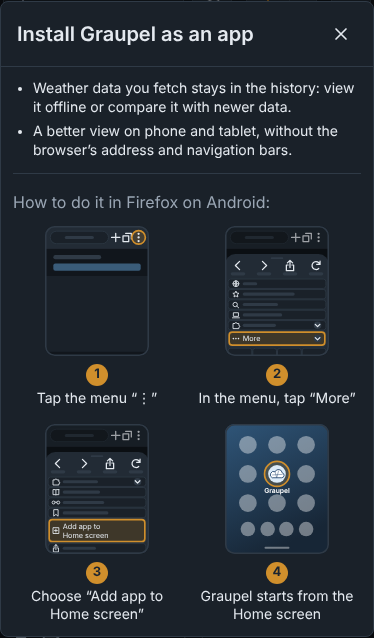 Install Graupel as an app
• Weather data you fetch stays in the history: view
it offline or compare it with newer data.
• A better view on phone and tablet, without the
browser’s address and navigation bars.
How to do it in Firefox on Android:
1
Tap the menu “⋮”
More
2
In the menu, tap “More”
Add app to
Home screen
3
Choose “Add app to
Home screen”
Graupel
4
Graupel starts from the
Home screen